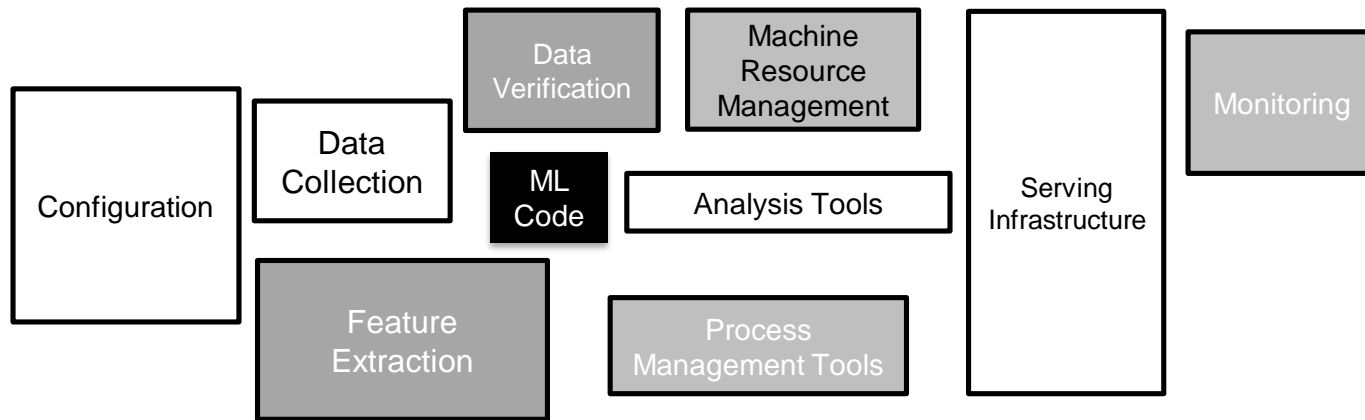 Configuration
Data
Collection
Feature
Extraction
Data
Verification
ML
Code
Machine
Resource
Management
Analysis Tools
Process
Management Tools
Serving
Infrastructure
Monitoring